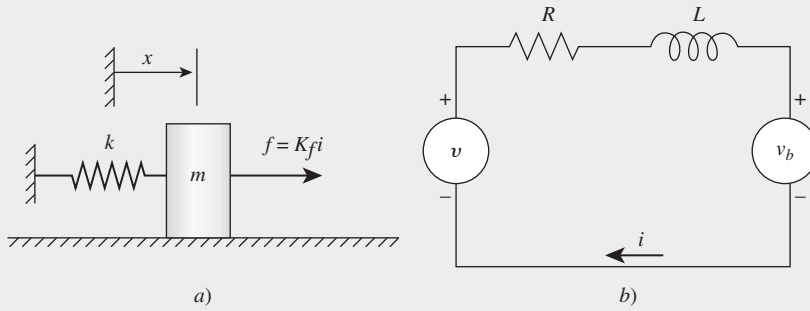 x
k
m
f = K_f i
a)
R
L
+
+
v
v_b
−
−
i
b)